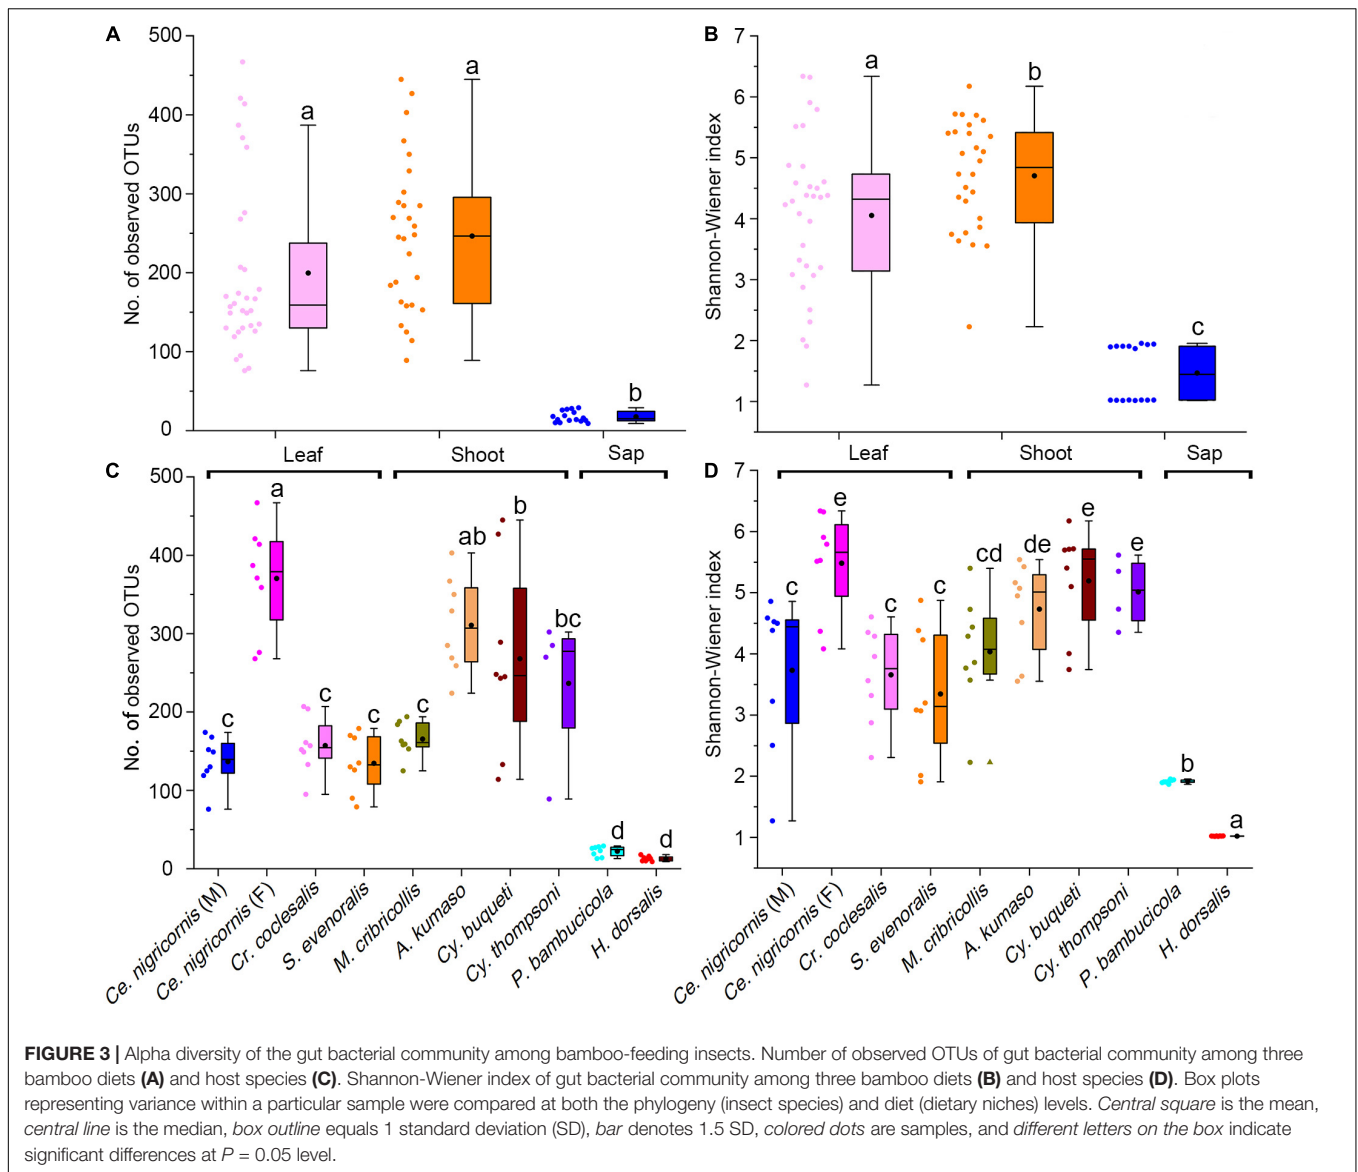 A
500
400
300
200
100
0
No. of observed OTUs
a
a
b
B
7
6
5
4
3
2
1
Shannon-Wiener index
a
b
c
C
Leaf
Shoot
Sap
500
400
300
200
100
0
No. of observed OTUs
c
a
c
c
c
ab
b
bc
d
d
Ce. nigricornis (M)
Ce. nigricornis (F)
Cr. coclesalis
S. evenoralis
M. cribricollis
A. kumaso
Cy. buqueti
Cy. thompsoni
P. bambucicola
H. dorsalis
D
Leaf
Shoot
Sap
7
6
5
4
3
2
1
Shannon-Wiener index
c
e
c
c
cd
de
e
e
b
a
Ce. nigricornis (M)
Ce. nigricornis (F)
Cr. coclesalis
S. evenoralis
M. cribricollis
A. kumaso
Cy. buqueti
Cy. thompsoni
P. bambucicola
H. dorsalis
FIGURE 3 | Alpha diversity of the gut bacterial community among bamboo-feeding insects. Number of observed OTUs of gut bacterial community among three
bamboo diets (A) and host species (C). Shannon-Wiener index of gut bacterial community among three bamboo diets (B) and host species (D). Box plots
representing variance within a particular sample were compared at both the phylogeny (insect species) and diet (dietary niches) levels. Central square is the mean,
central line is the median, box outline equals 1 standard deviation (SD), bar denotes 1.5 SD, colored dots are samples, and different letters on the box indicate
significant differences at P = 0.05 level.